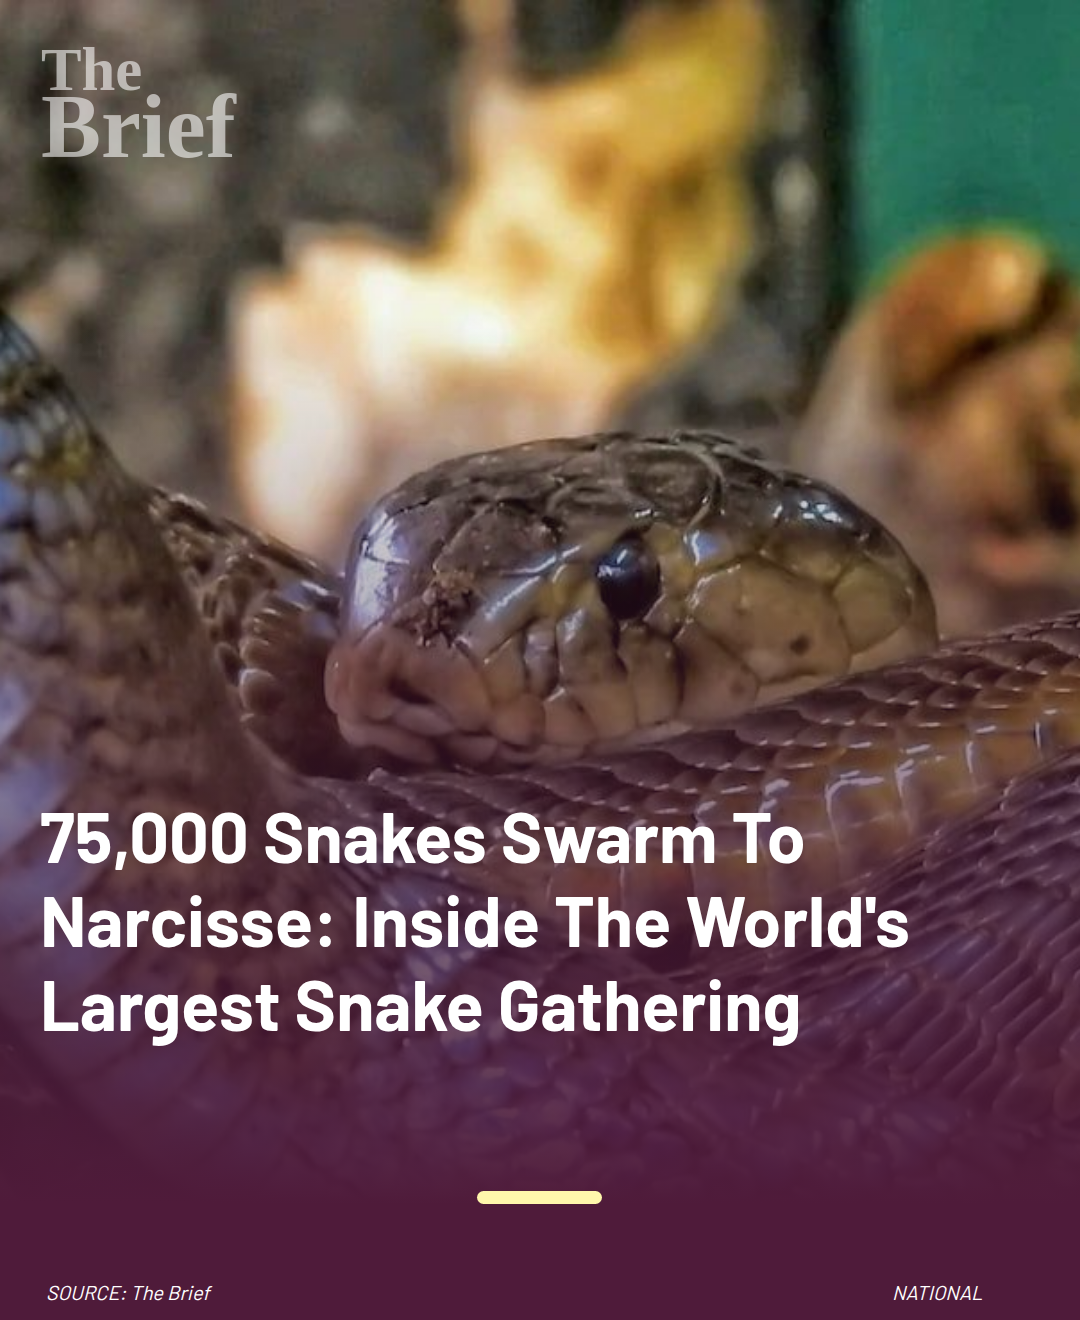 The
Brief
75,000 Snakes Swarm To
Narcisse: Inside The World's
Largest Snake Gathering
SOURCE: The Brief
NATIONAL